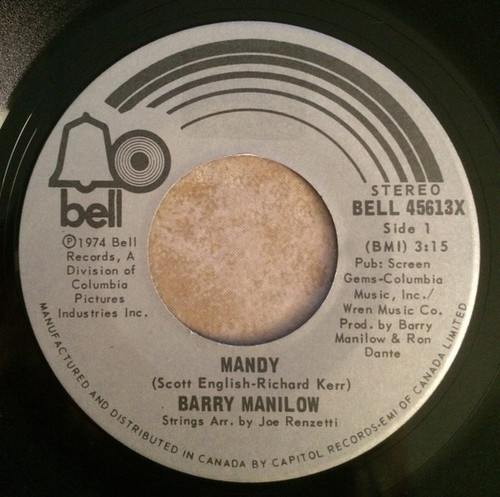 bell
℗1974 Bell
Records, A
Division of
Columbia
Pictures
Industries Inc.
STEREO
BELL 45613X
Side 1
(BMI) 3:15
Pub: Screen
Gems-Columbia
Music, Inc./
Wren Music Co.
Prod. by Barry
Manilow & Ron
Dante
MANDY
(Scott English-Richard Kerr)
BARRY MANILOW
Strings Arr. by Joe Renzetti
MANUFACTURED AND DISTRIBUTED IN CANADA BY CAPITOL RECORDS-EMI OF CANADA LIMITED